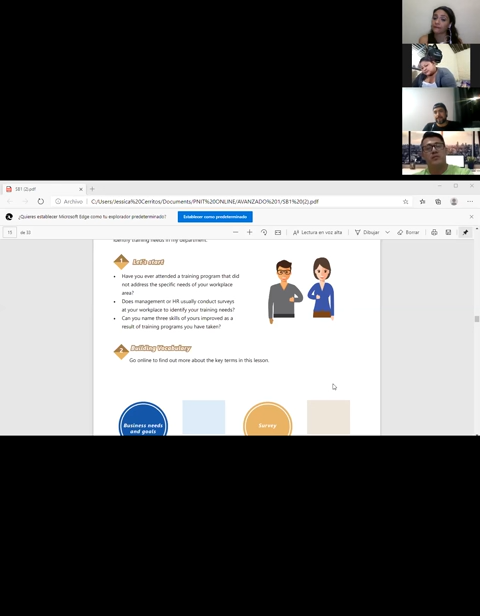 SB1 (2).pdf
Archivo
C:/Users/Jessica%20Cerritos/Documents/PNIT%20ONLINE/AVANZADO%201/SB1%20(2).pdf
¿Quieres establecer Microsoft Edge como tu explorador predeterminado?
Establecer como predeterminado
15 de 33
Lectura en voz alta
Dibujar
Borrar
identify training needs in my department.
1 Let's start
• Have you ever attended a training program that did
not address the specific needs of your workplace
area?
• Does management or HR usually conduct surveys
at your workplace to identify your training needs?
• Can you name three skills of yours improved as a
result of training programs you have taken?
2 Building Vocabulary
Go online to find out more about the key terms in this lesson.
Business needs
and goals
Survey